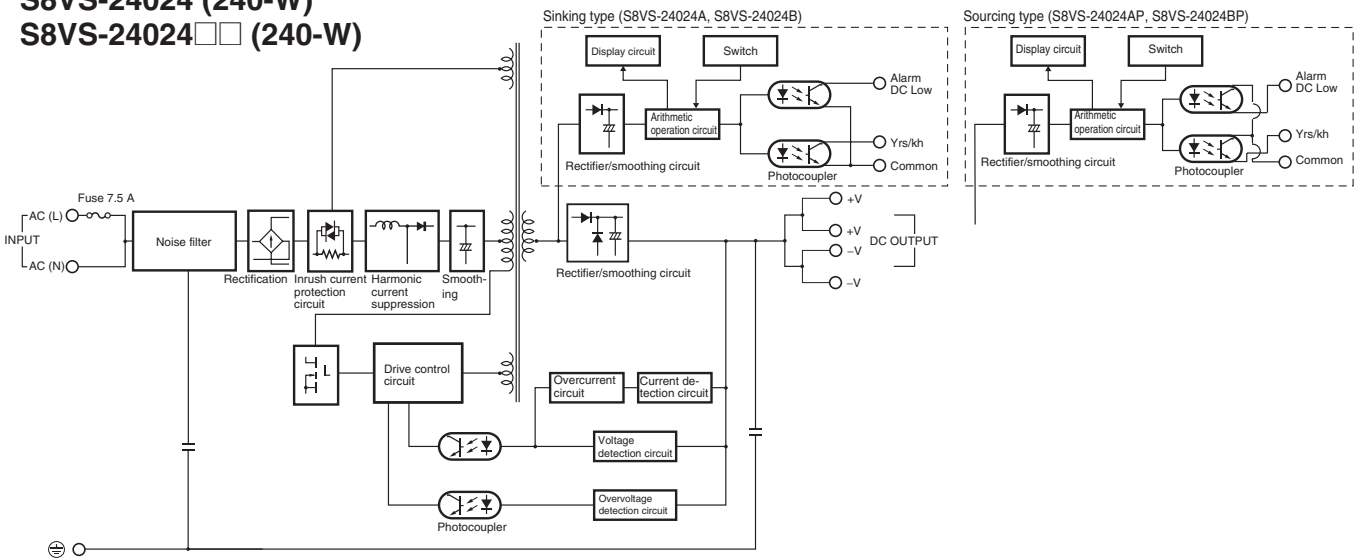 S8VS-24024 (240-W)
S8VS-24024□□ (240-W)
Sinking type (S8VS-24024A, S8VS-24024B)
Display circuit
Switch
Arithmetic
operation circuit
Rectifier/smoothing circuit
Photocoupler
Alarm
DC Low
Yrs/kh
Common
Sourcing type (S8VS-24024AP, S8VS-24024BP)
Display circuit
Switch
Arithmetic
operation circuit
Rectifier/smoothing circuit
Photocoupler
Alarm
DC Low
Yrs/kh
Common
Fuse 7.5 A
AC (L)
INPUT
AC (N)
Noise filter
Rectification
Inrush current
protection
circuit
Harmonic
current
suppression
Smooth-
ing
Rectifier/smoothing circuit
+V
+V
DC OUTPUT
–V
–V
Drive control
circuit
Overcurrent
circuit
Current de-
tection circuit
Voltage
detection circuit
Overvoltage
detection circuit
Photocoupler